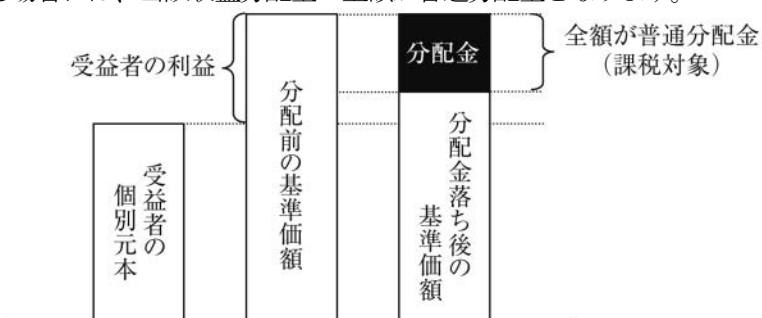 受益者の利益
分配金
全額が普通分配金
（課税対象）
受益者の
個別元本
分配前の基準価額
分配金落ち後の
基準価額